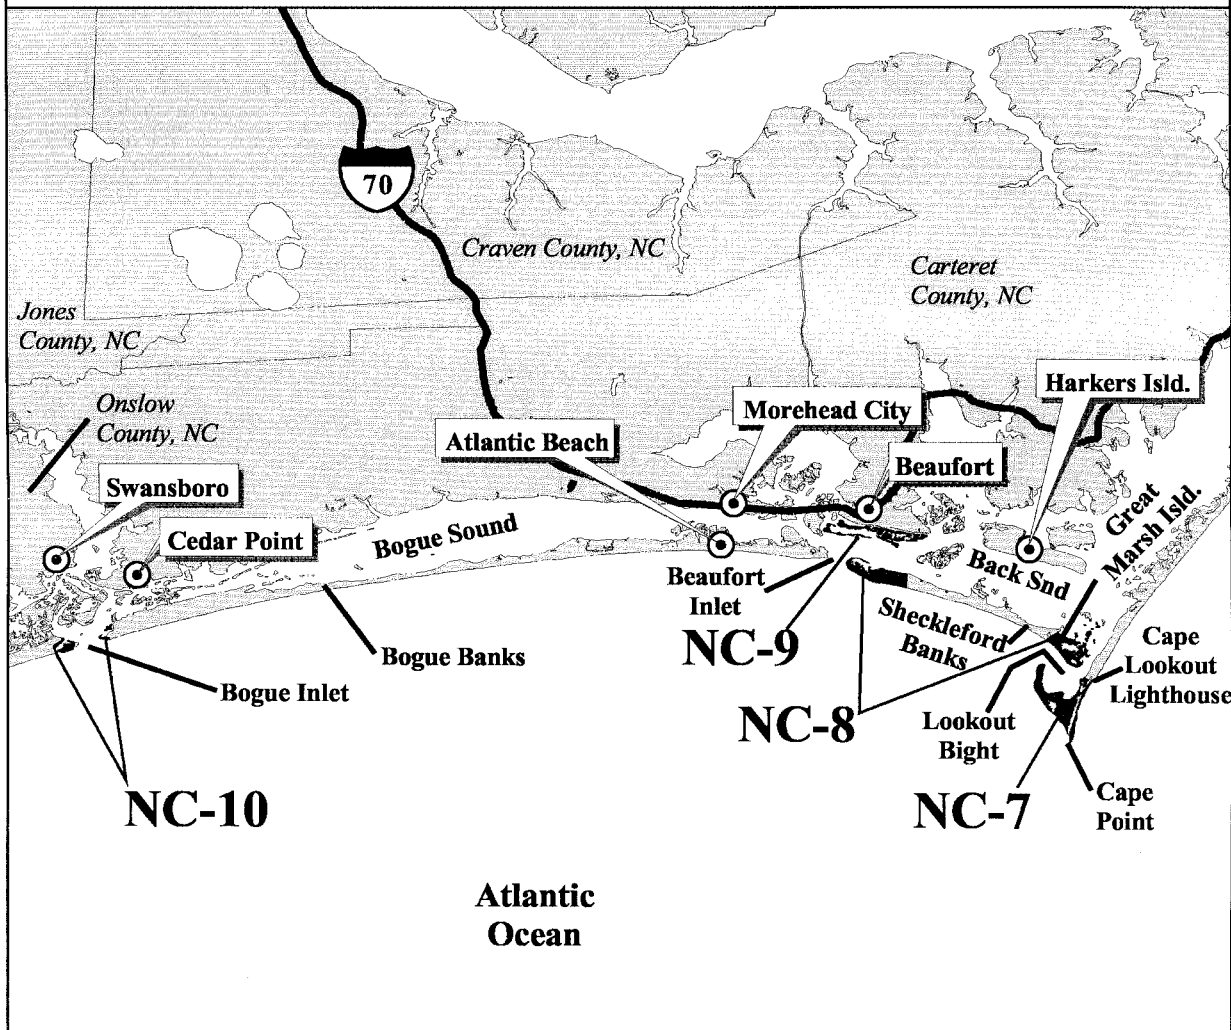 70
Craven County, NC
Carteret
County, NC
Jones
County, NC
Onslow
County, NC
Harkers Isld.
Morehead City
Atlantic Beach
Beaufort
Swansboro
Cedar Point
Bogue Sound
Great
Marsh Isld.
Back Snd
Beaufort
Inlet
Sheckleford
Banks
NC-9
Bogue Banks
Cape
Lookout
Lighthouse
Bogue Inlet
NC-8
Lookout
Bight
NC-10
NC-7
Cape
Point
Atlantic
Ocean